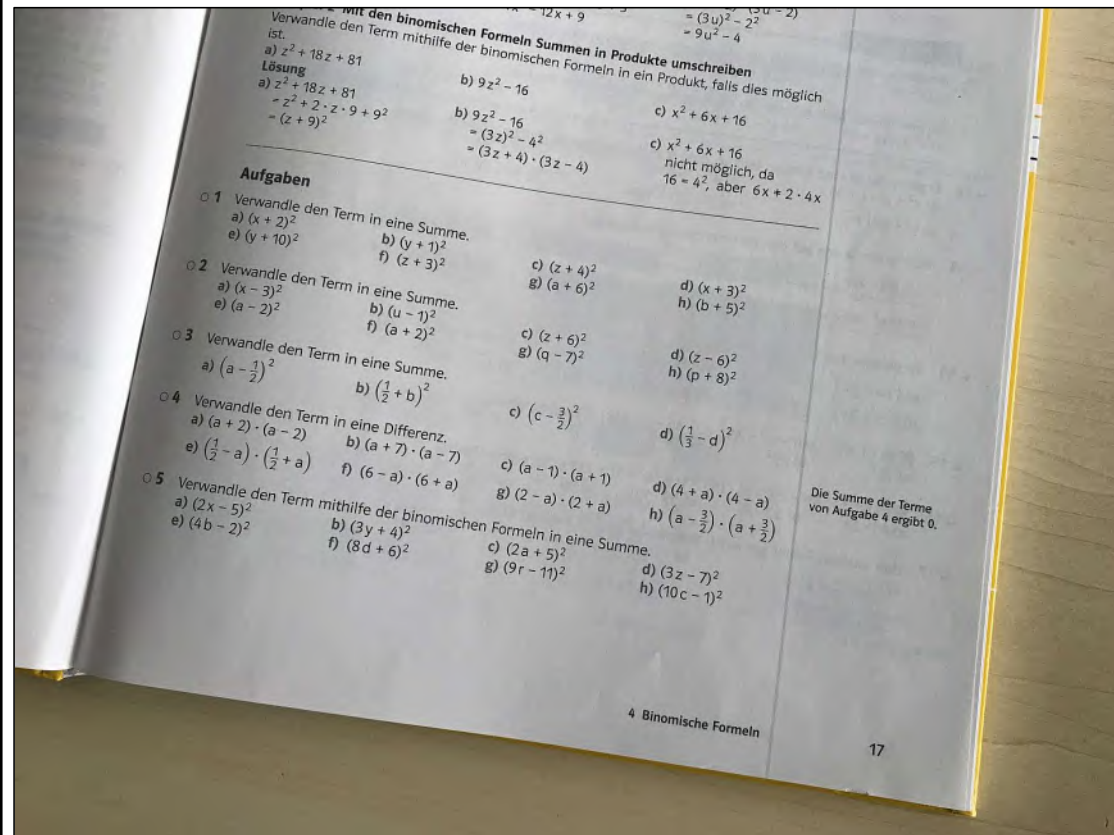 12x + 9
= (3u)² − 2²
= 9u² − 4
Mit den binomischen Formeln Summen in Produkte umschreiben
Verwandle den Term mithilfe der binomischen Formeln in ein Produkt, falls dies möglich
ist.
a) z² + 18z + 81 b) 9z² − 16 c) x² + 6x + 16
Lösung
a) z² + 18z + 81 b) 9z² − 16 c) x² + 6x + 16
= z² + 2 · z · 9 + 9² = (3z)² − 4² nicht möglich, da
= (z + 9)² = (3z + 4) · (3z − 4) 16 = 4², aber 6x ≠ 2 · 4x
Aufgaben
○ 1 Verwandle den Term in eine Summe.
a) (x + 2)² b) (y + 1)² c) (z + 4)² d) (x + 3)²
e) (y + 10)² f) (z + 3)² g) (a + 6)² h) (b + 5)²
○ 2 Verwandle den Term in eine Summe.
a) (x − 3)² b) (u − 1)² c) (z + 6)² d) (z − 6)²
e) (a − 2)² f) (a + 2)² g) (q − 7)² h) (p + 8)²
○ 3 Verwandle den Term in eine Summe.
a) (a − 1/2)² b) (1/2 + b)² c) (c − 3/2)² d) (1/3 − d)²
○ 4 Verwandle den Term in eine Differenz.
a) (a + 2) · (a − 2) b) (a + 7) · (a − 7) c) (a − 1) · (a + 1) d) (4 + a) · (4 − a)
e) (1/2 − a) · (1/2 + a) f) (6 − a) · (6 + a) g) (2 − a) · (2 + a) h) (a − 3/2) · (a + 3/2)
Die Summe der Terme
von Aufgabe 4 ergibt 0.
○ 5 Verwandle den Term mithilfe der binomischen Formeln in eine Summe.
a) (2x − 5)² b) (3y + 4)² c) (2a + 5)² d) (3z − 7)²
e) (4b − 2)² f) (8d + 6)² g) (9r − 11)² h) (10c − 1)²
4 Binomische Formeln
17